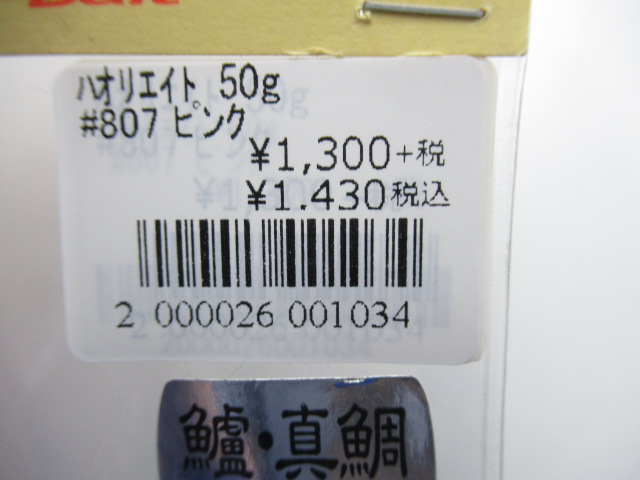 ﾊオリエイト 50g
#807 ピンク
¥1,300+税
¥1.430税込
2 000026 001034
鱸・真鯛